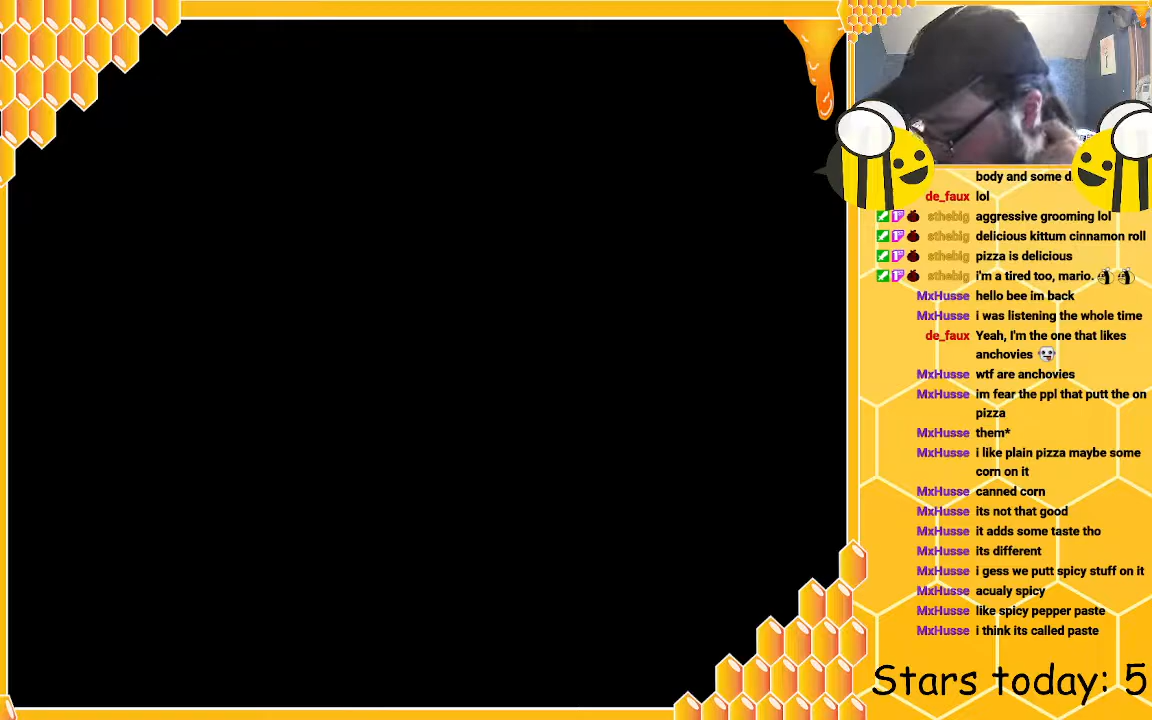 body and some d
de_faux lol
sthebig aggressive grooming lol
sthebig delicious kittum cinnamon roll
sthebig pizza is delicious
sthebig i'm a tired too, mario.
MxHusse hello bee im back
MxHusse i was listening the whole time
de_faux Yeah, I'm the one that likes
anchovies
MxHusse wtf are anchovies
MxHusse im fear the ppl that putt the on
pizza
MxHusse them*
MxHusse i like plain pizza maybe some
corn on it
MxHusse canned corn
MxHusse its not that good
MxHusse it adds some taste tho
MxHusse its different
MxHusse i gess we putt spicy stuff on it
MxHusse acualy spicy
MxHusse like spicy pepper paste
MxHusse i think its called paste
Stars today: 5